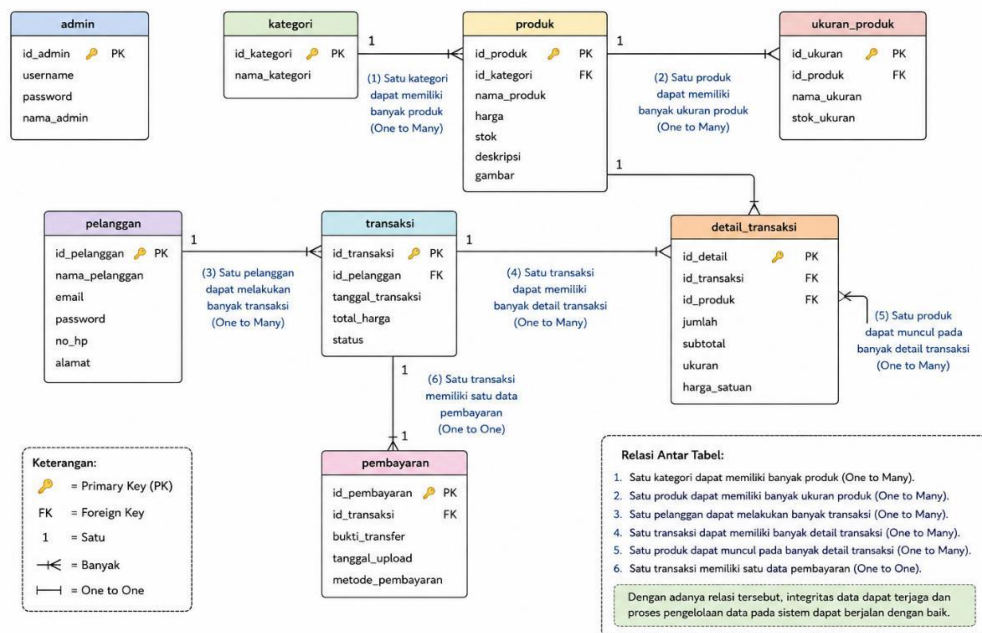 admin
id_admin PK
username
password
nama_admin
kategori
id_kategori PK
nama_kategori
1
(1) Satu kategori
dapat memiliki
banyak produk
(One to Many)
produk
id_produk PK
id_kategori FK
nama_produk
harga
stok
deskripsi
gambar
1
(2) Satu produk
dapat memiliki
banyak ukuran produk
(One to Many)
ukuran_produk
id_ukuran PK
id_produk FK
nama_ukuran
stok_ukuran
1
pelanggan
id_pelanggan PK
nama_pelanggan
email
password
no_hp
alamat
1
(3) Satu pelanggan
dapat melakukan
banyak transaksi
(One to Many)
transaksi
id_transaksi PK
id_pelanggan FK
tanggal_transaksi
total_harga
status
1
(4) Satu transaksi
dapat memiliki
banyak detail transaksi
(One to Many)
detail_transaksi
id_detail PK
id_transaksi FK
id_produk FK
jumlah
subtotal
ukuran
harga_satuan
(5) Satu produk
dapat muncul pada
banyak detail transaksi
(One to Many)
1
(6) Satu transaksi
memiliki satu data
pembayaran
(One to One)
1
pembayaran
id_pembayaran PK
id_transaksi FK
bukti_transfer
tanggal_upload
metode_pembayaran
Keterangan:
= Primary Key (PK)
FK = Foreign Key
1 = Satu
= Banyak
= One to One
Relasi Antar Tabel:
1. Satu kategori dapat memiliki banyak produk (One to Many).
2. Satu produk dapat memiliki banyak ukuran produk (One to Many).
3. Satu pelanggan dapat melakukan banyak transaksi (One to Many).
4. Satu transaksi dapat memiliki banyak detail transaksi (One to Many).
5. Satu produk dapat muncul pada banyak detail transaksi (One to Many).
6. Satu transaksi memiliki satu data pembayaran (One to One).
Dengan adanya relasi tersebut, integritas data dapat terjaga dan
proses pengelolaan data pada sistem dapat berjalan dengan baik.